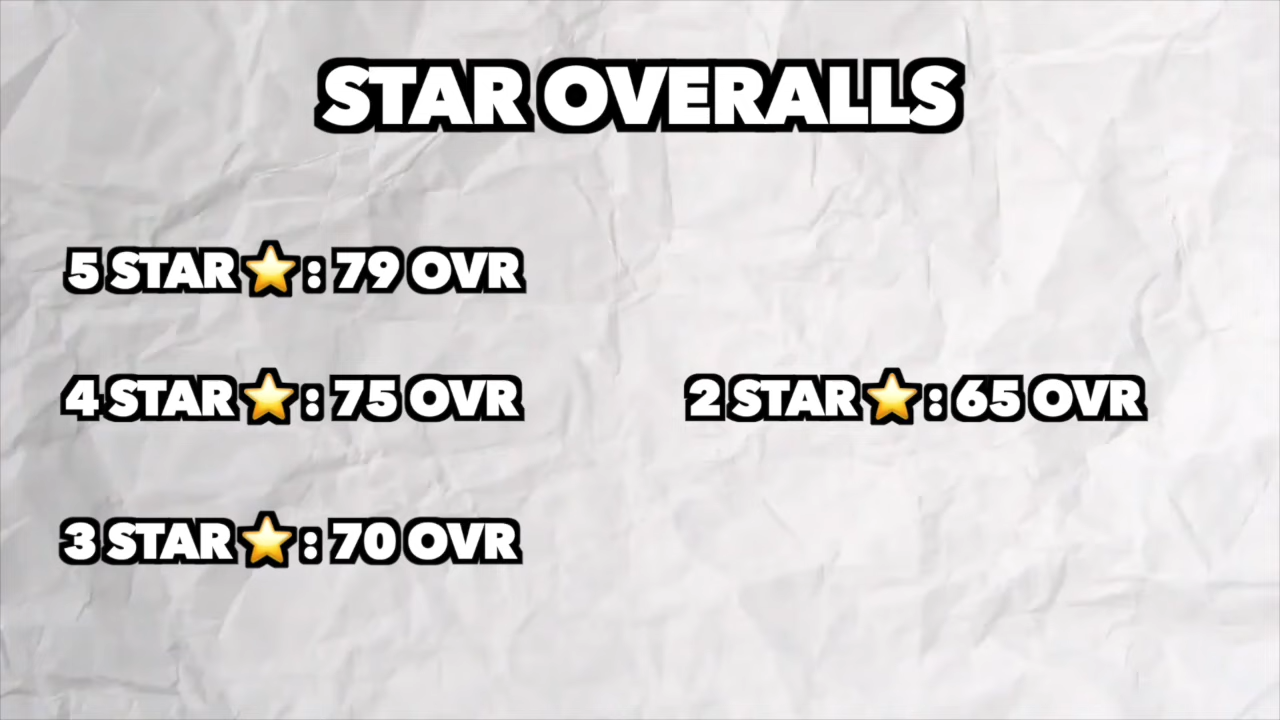 STAR OVERALLS
5 STAR⭐: 79 OVR
4 STAR⭐: 75 OVR
3 STAR⭐: 70 OVR
2 STAR⭐: 65 OVR